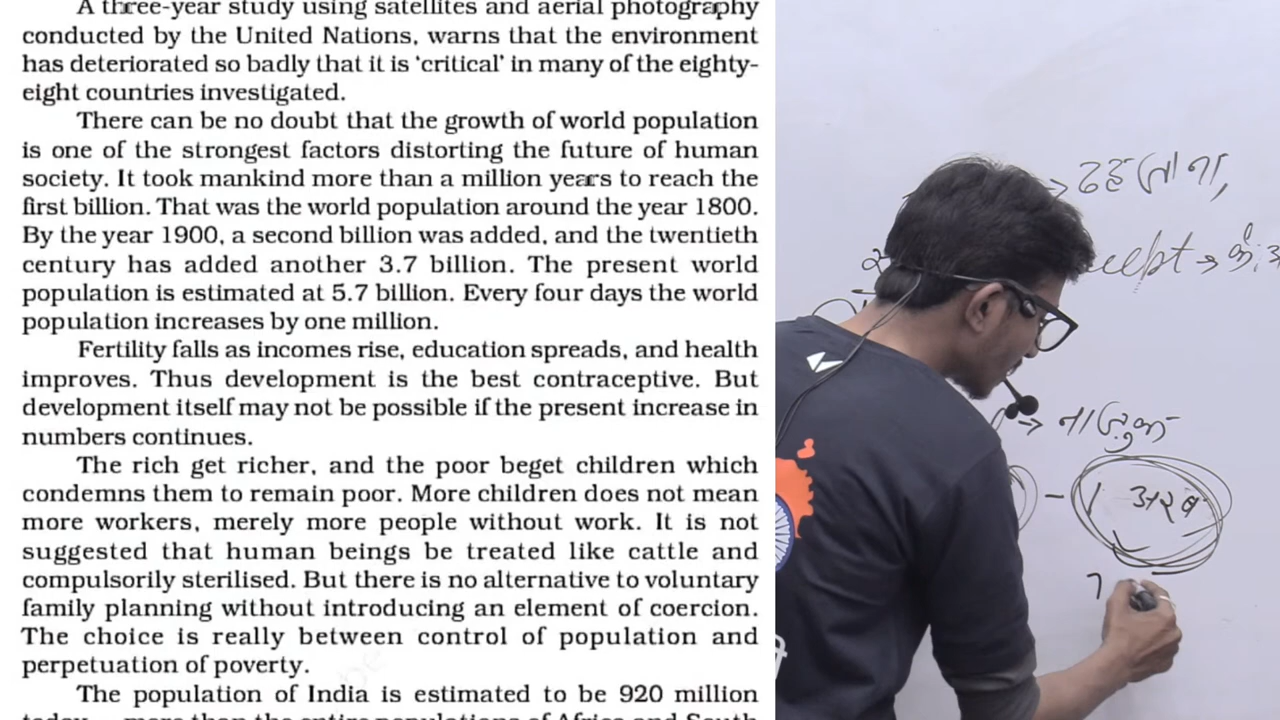 A three-year study using satellites and aerial photography
conducted by the United Nations, warns that the environment
has deteriorated so badly that it is 'critical' in many of the eighty-
eight countries investigated.
There can be no doubt that the growth of world population
is one of the strongest factors distorting the future of human
society. It took mankind more than a million years to reach the
first billion. That was the world population around the year 1800.
By the year 1900, a second billion was added, and the twentieth
century has added another 3.7 billion. The present world
population is estimated at 5.7 billion. Every four days the world
population increases by one million.
Fertility falls as incomes rise, education spreads, and health
improves. Thus development is the best contraceptive. But
development itself may not be possible if the present increase in
numbers continues.
The rich get richer, and the poor beget children which
condemns them to remain poor. More children does not mean
more workers, merely more people without work. It is not
suggested that human beings be treated like cattle and
compulsorily sterilised. But there is no alternative to voluntary
family planning without introducing an element of coercion.
The choice is really between control of population and
perpetuation of poverty.
The population of India is estimated to be 920 million
today — more than the entire populations of Africa and South
1 अरब